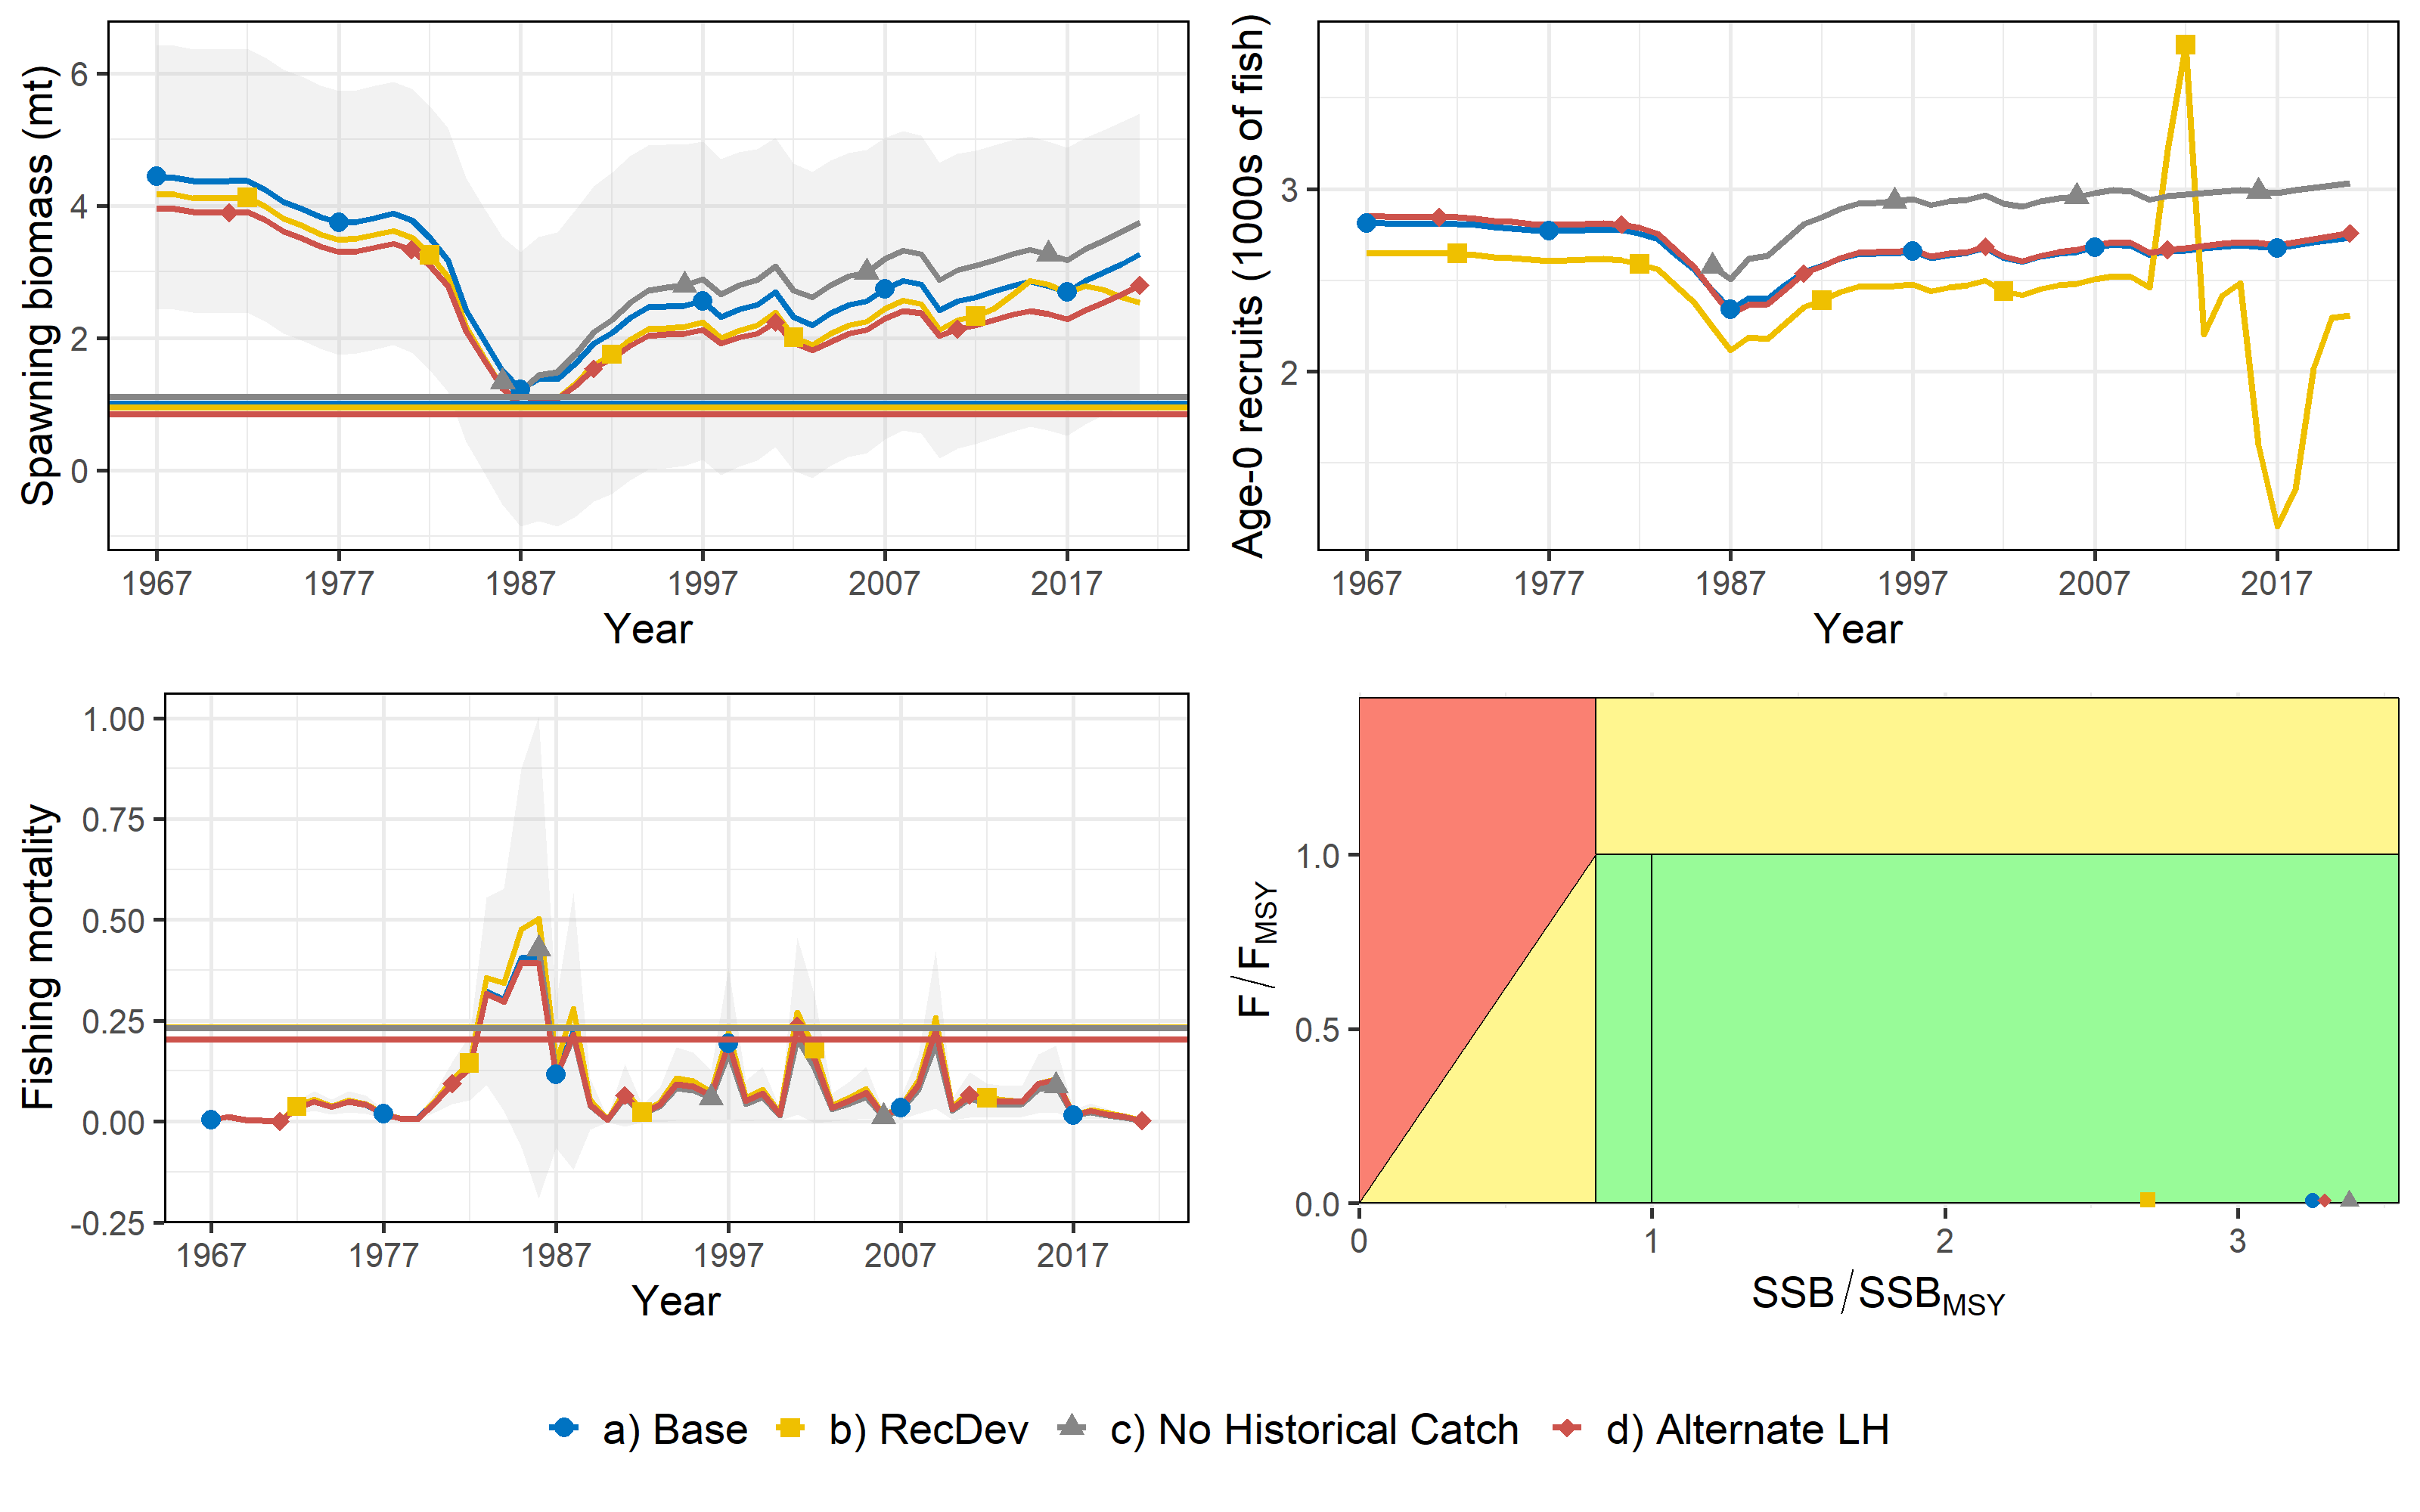 Spawning biomass (mt)
6
4
2
0
1967 1977 1987 1997 2007 2017
Year
Age-0 recruits (1000s of fish)
3
2
1967 1977 1987 1997 2007 2017
Year
Fishing mortality
1.00
0.75
0.50
0.25
0.00
-0.25
1967 1977 1987 1997 2007 2017
Year
F/FMSY
1.0
0.5
0.0
0 1 2 3
SSB/SSBMSY
a) Base b) RecDev c) No Historical Catch d) Alternate LH